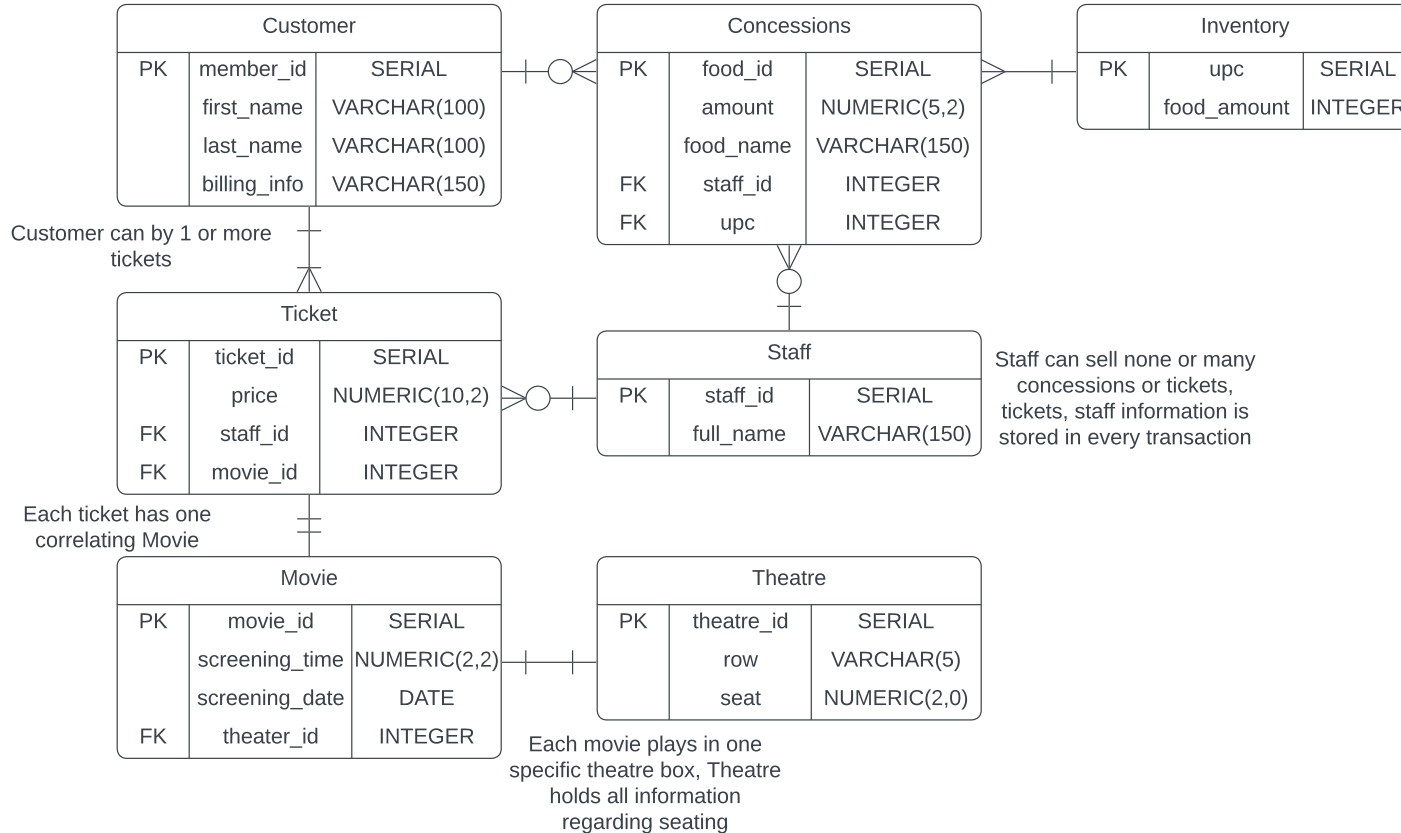 Customer
PK member_id SERIAL
first_name VARCHAR(100)
last_name VARCHAR(100)
billing_info VARCHAR(150)
Concessions
PK food_id SERIAL
amount NUMERIC(5,2)
food_name VARCHAR(150)
FK staff_id INTEGER
FK upc INTEGER
Inventory
PK upc SERIAL
food_amount INTEGER
Customer can by 1 or more
tickets
Ticket
PK ticket_id SERIAL
price NUMERIC(10,2)
FK staff_id INTEGER
FK movie_id INTEGER
Staff
PK staff_id SERIAL
full_name VARCHAR(150)
Staff can sell none or many
concessions or tickets,
tickets, staff information is
stored in every transaction
Each ticket has one
correlating Movie
Movie
PK movie_id SERIAL
screening_time NUMERIC(2,2)
screening_date DATE
FK theater_id INTEGER
Theatre
PK theatre_id SERIAL
row VARCHAR(5)
seat NUMERIC(2,0)
Each movie plays in one
specific theatre box, Theatre
holds all information
regarding seating